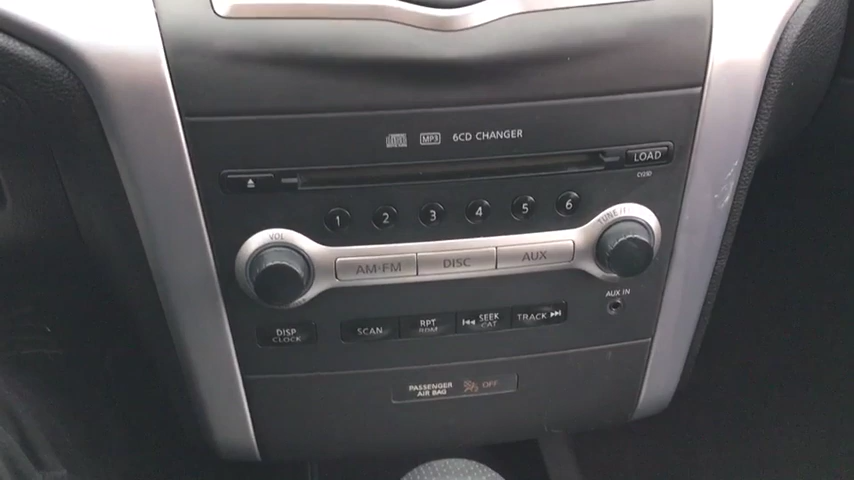 MP3 6CD CHANGER
LOAD
1 2 3 4 5 6
VOL
TUNE
AM·FM DISC AUX
AUX IN
DISP
CLOCK
SCAN
RPT
RDM
SEEK
CAT
TRACK
PASSENGER
AIR BAG
OFF